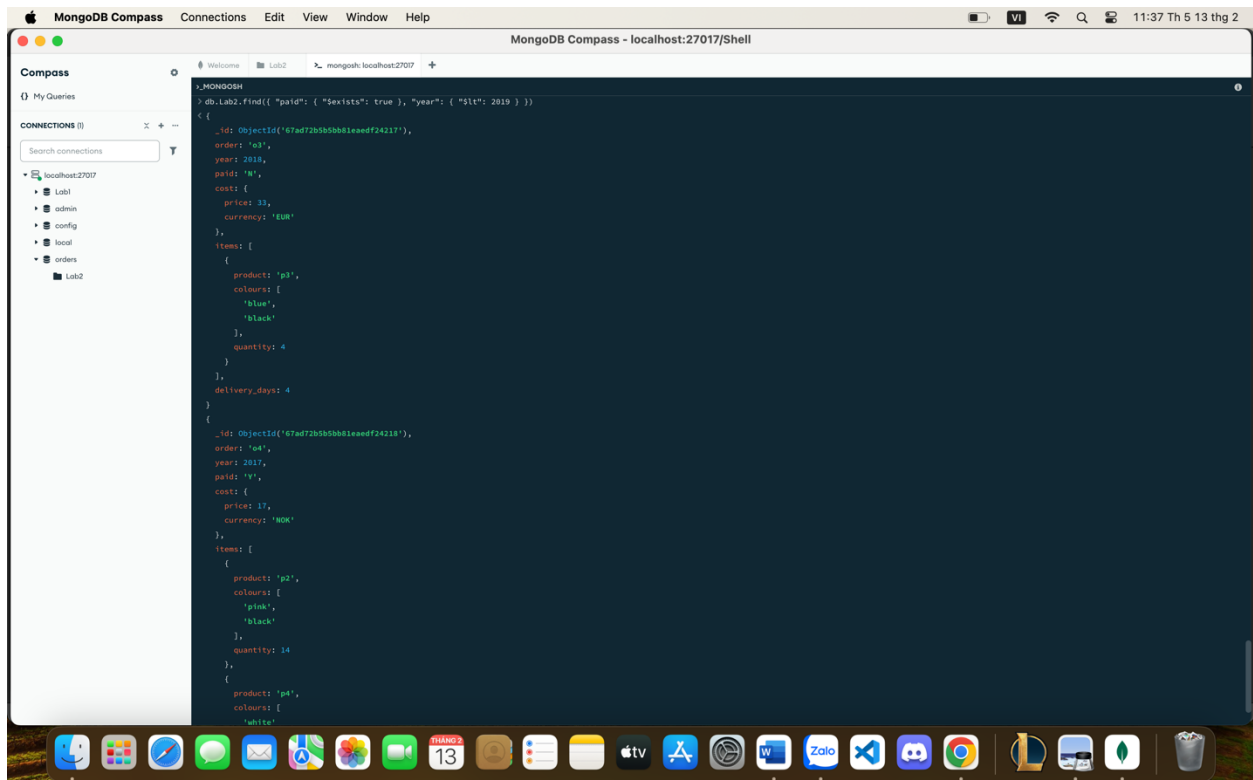 MongoDB Compass Connections Edit View Window Help VI 11:37 Th 5 13 thg 2
MongoDB Compass - localhost:27017/Shell
Compass
{} My Queries
CONNECTIONS (1)
Search connections
localhost:27017
Lab1
admin
config
local
orders
Lab2
Welcome Lab2 >_ mongosh: localhost:27017 +
>_MONGOSH
> db.Lab2.find({ "paid": { "$exists": true }, "year": { "$lt": 2019 } })
< {
_id: ObjectId('67ad72b5b5bb81eaedf24217'),
order: 'o3',
year: 2018,
paid: 'N',
cost: {
price: 33,
currency: 'EUR'
},
items: [
{
product: 'p3',
colours: [
'blue',
'black'
],
quantity: 4
}
],
delivery_days: 4
}
{
_id: ObjectId('67ad72b5b5bb81eaedf24218'),
order: 'o4',
year: 2017,
paid: 'Y',
cost: {
price: 17,
currency: 'NOK'
},
items: [
{
product: 'p2',
colours: [
'pink',
'black'
],
quantity: 14
},
{
product: 'p4',
colours: [
'white'
THÁNG 2
13
tv
W
Zalo